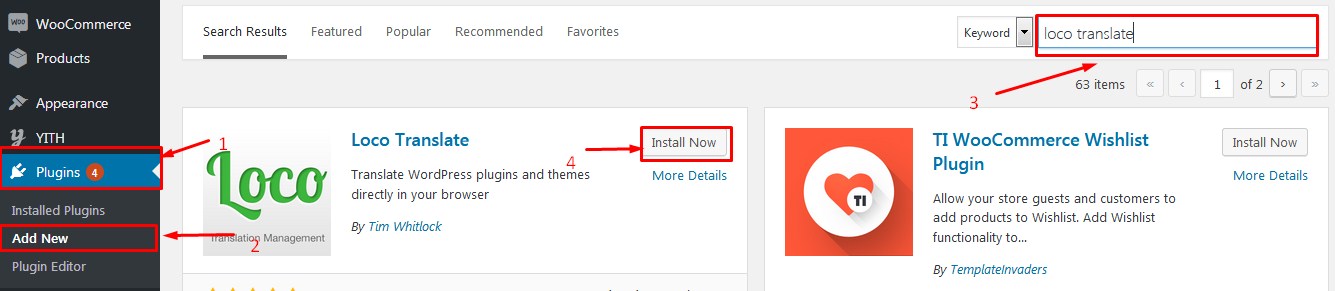 WooCommerce
Products
Appearance
YITH
Plugins 4
Installed Plugins
Add New
Plugin Editor
1
2
Search Results Featured Popular Recommended Favorites
Keyword loco translate
3
63 items « ‹ 1 of 2 › »
Loco
Translation Management
Loco Translate
Translate WordPress plugins and themes
directly in your browser
By Tim Whitlock
4
Install Now
More Details
TI
TI WooCommerce Wishlist
Plugin
Allow your store guests and customers to
add products to Wishlist. Add Wishlist
functionality to...
By TemplateInvaders
Install Now
More Details